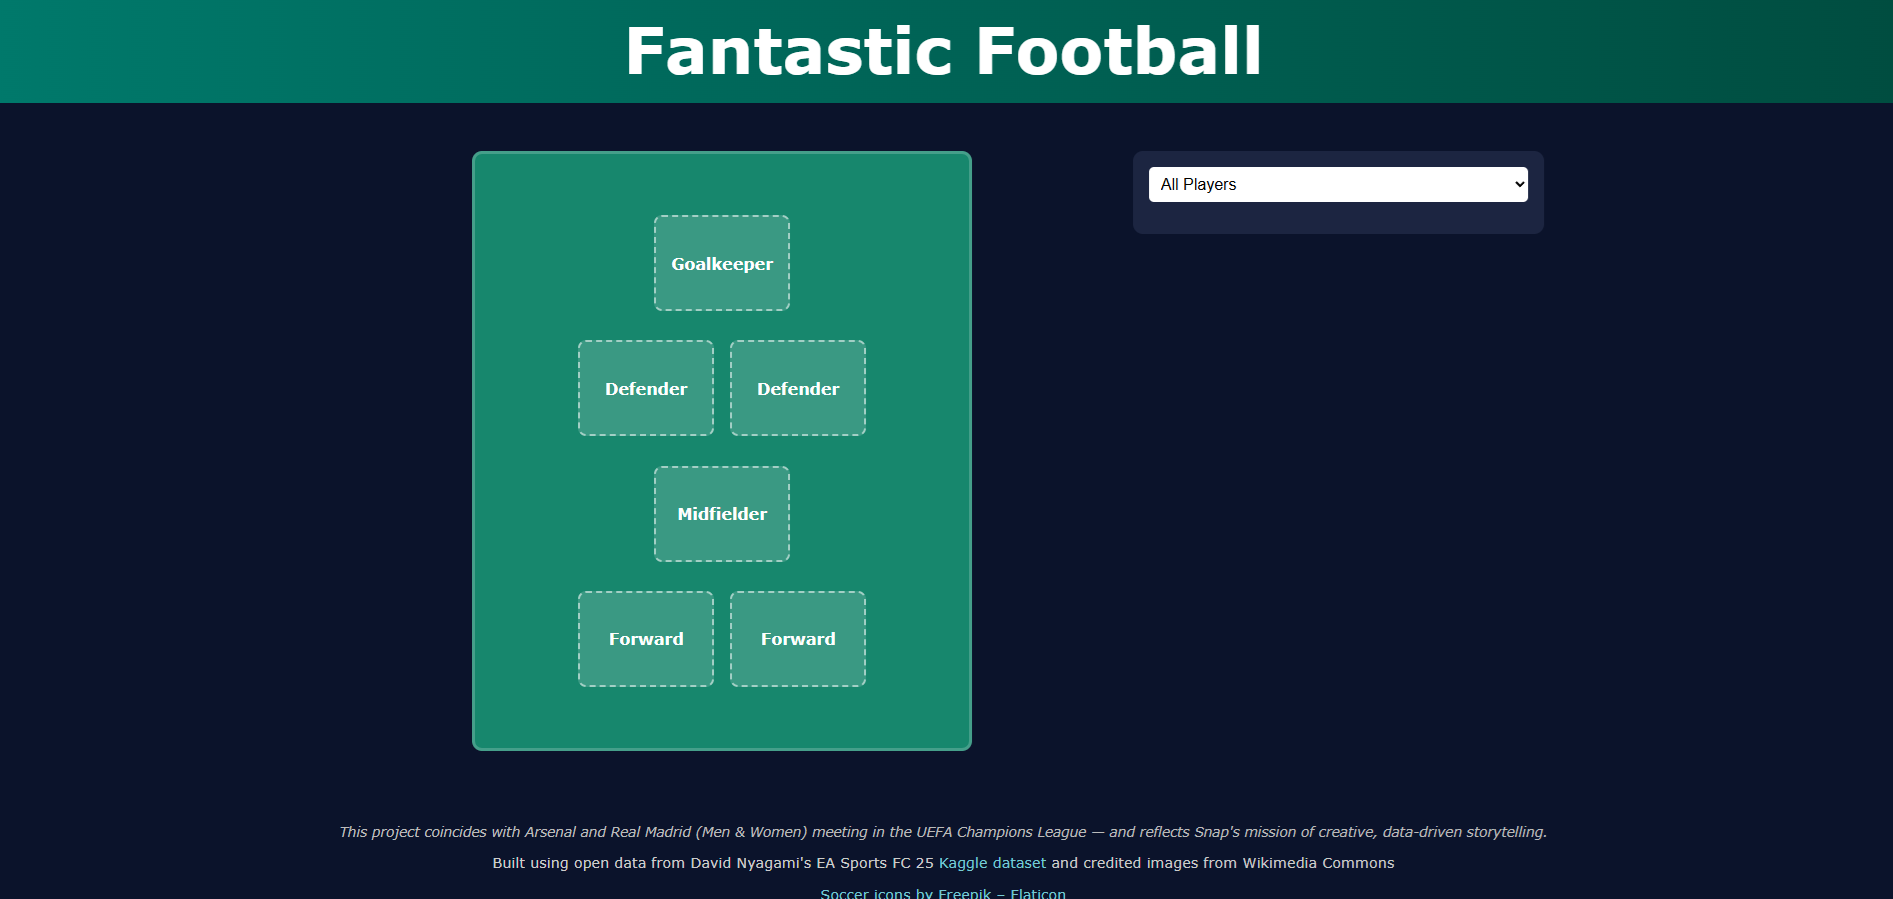 Fantastic Football
All Players
Goalkeeper
Defender
Defender
Midfielder
Forward
Forward
This project coincides with Arsenal and Real Madrid (Men & Women) meeting in the UEFA Champions League — and reflects Snap's mission of creative, data-driven storytelling.
Built using open data from David Nyagami's EA Sports FC 25 Kaggle dataset and credited images from Wikimedia Commons
Soccer icons by Freepik – Flaticon